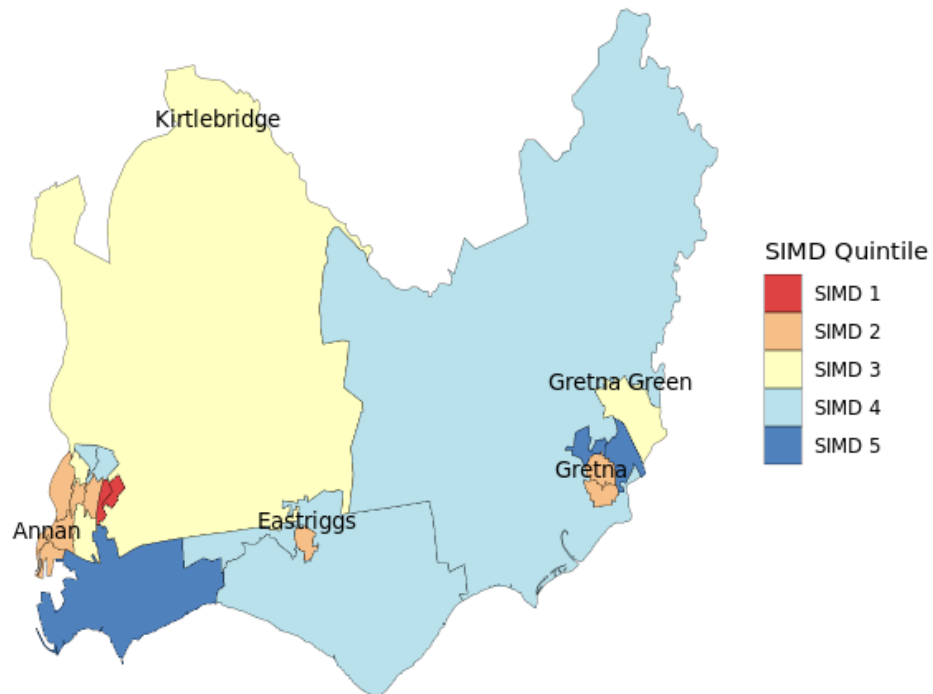 Kirtlebridge
Gretna Green
Gretna
Eastriggs
Annan
SIMD Quintile
SIMD 1
SIMD 2
SIMD 3
SIMD 4
SIMD 5